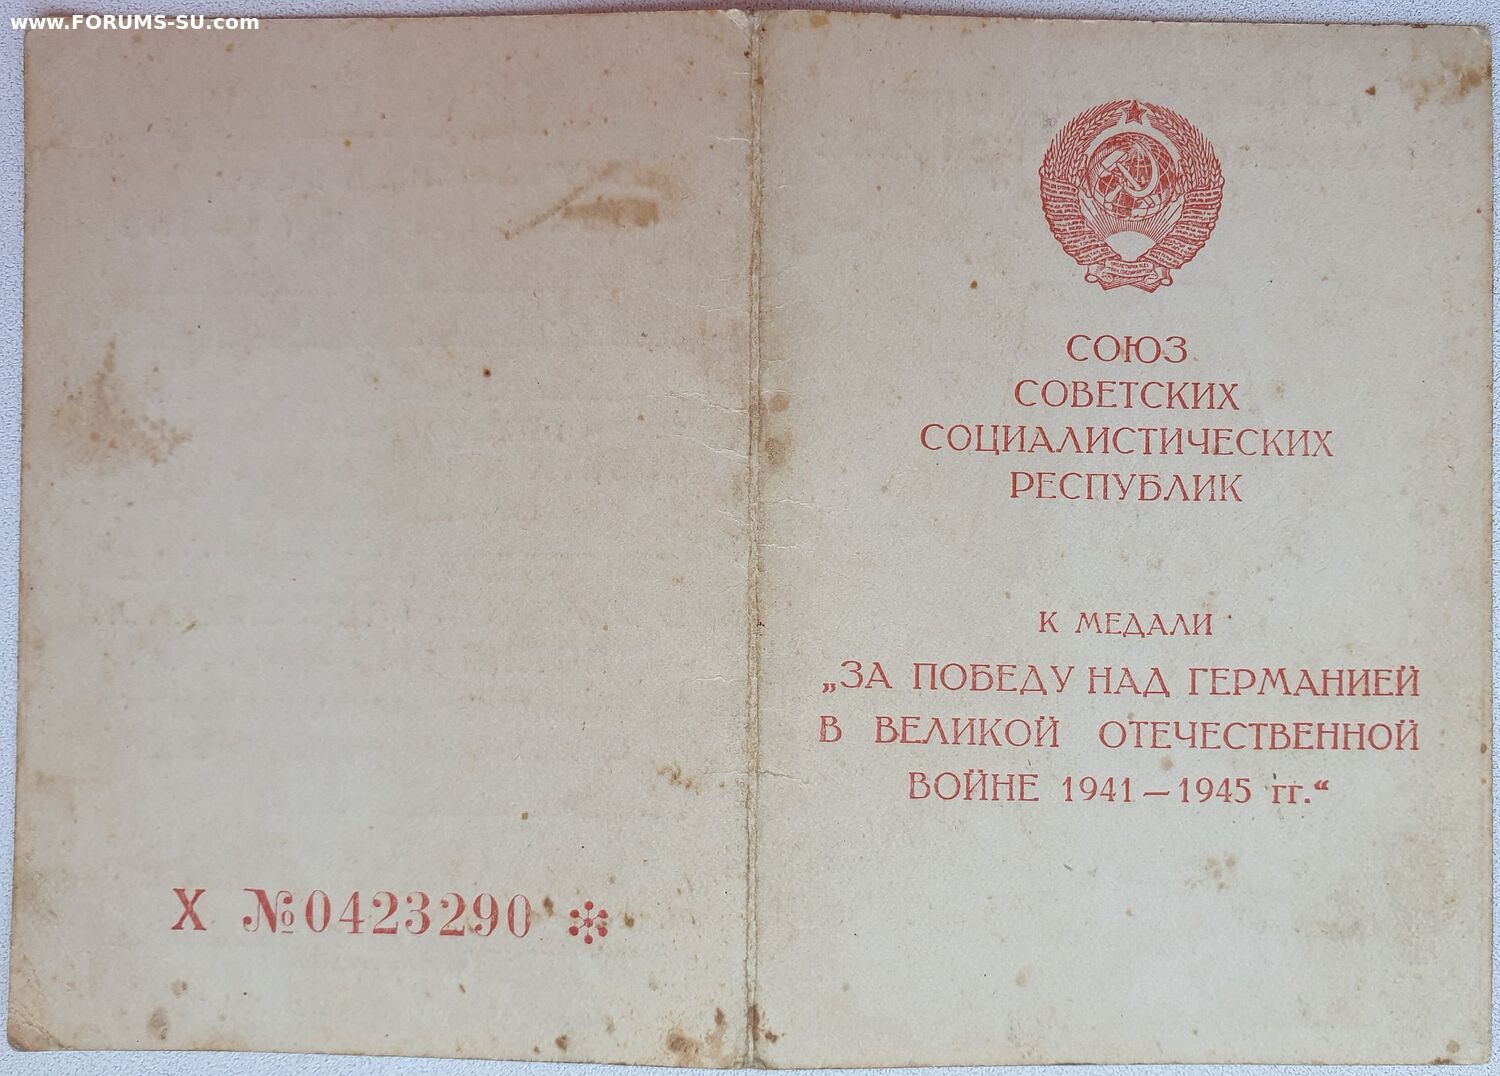 www.FORUMS-SU.com
СОЮЗ
СОВЕТСКИХ
СОЦИАЛИСТИЧЕСКИХ
РЕСПУБЛИК
К МЕДАЛИ
„ЗА ПОБЕДУ НАД ГЕРМАНИЕЙ
В ВЕЛИКОЙ ОТЕЧЕСТВЕННОЙ
ВОЙНЕ 1941 — 1945 гг.“
Х №0423290